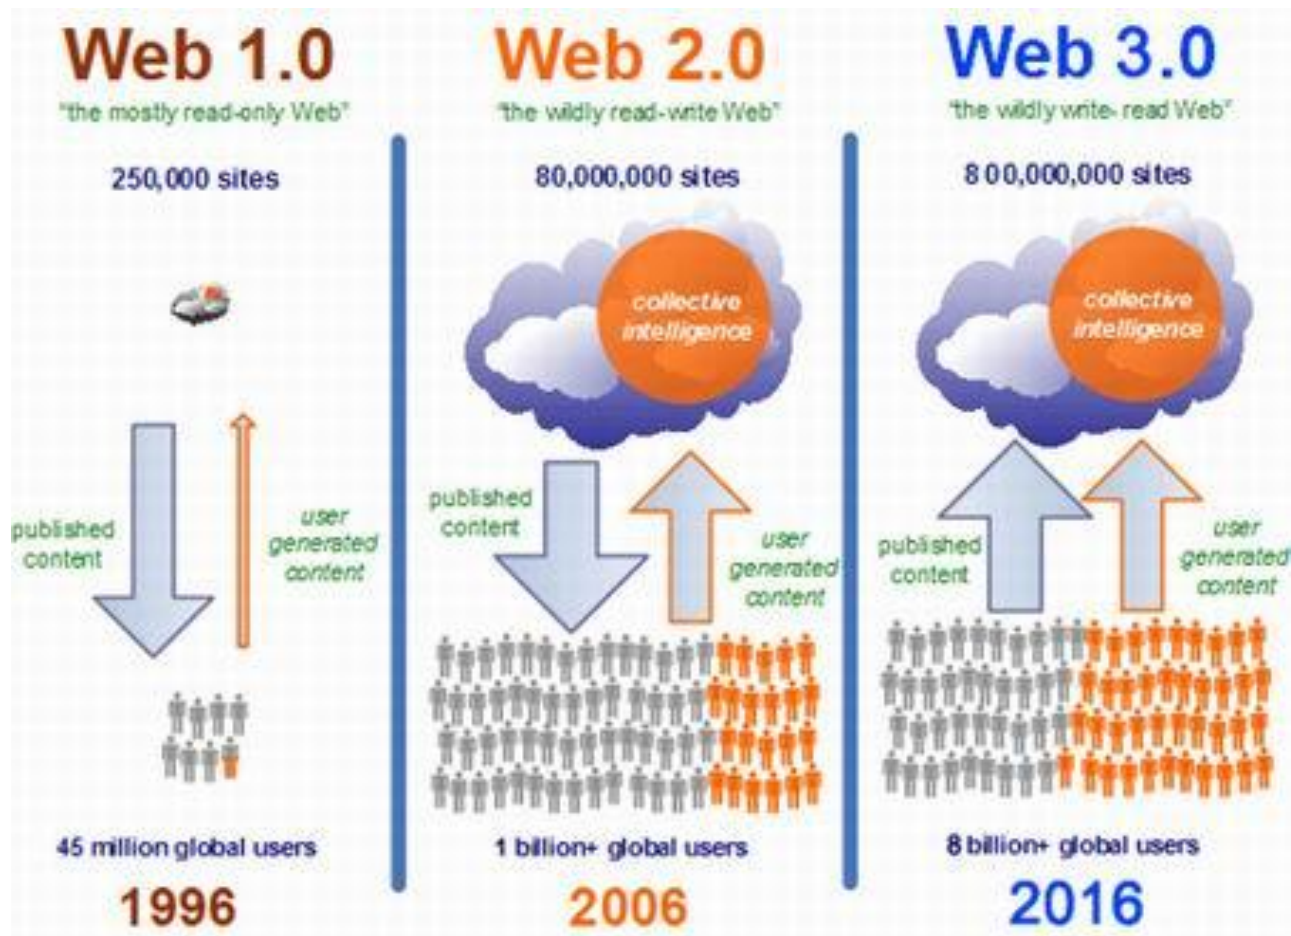 Web 1.0
"the mostly read-only Web"
250,000 sites
published
content
user
generated
content
45 million global users
1996
Web 2.0
"the wildly read-write Web"
80,000,000 sites
collective
intelligence
published
content
user
generated
content
1 billion+ global users
2006
Web 3.0
"the wildly write- read Web"
8 00,000,000 sites
collective
intelligence
published
content
user
generated
content
8 billion+ global users
2016